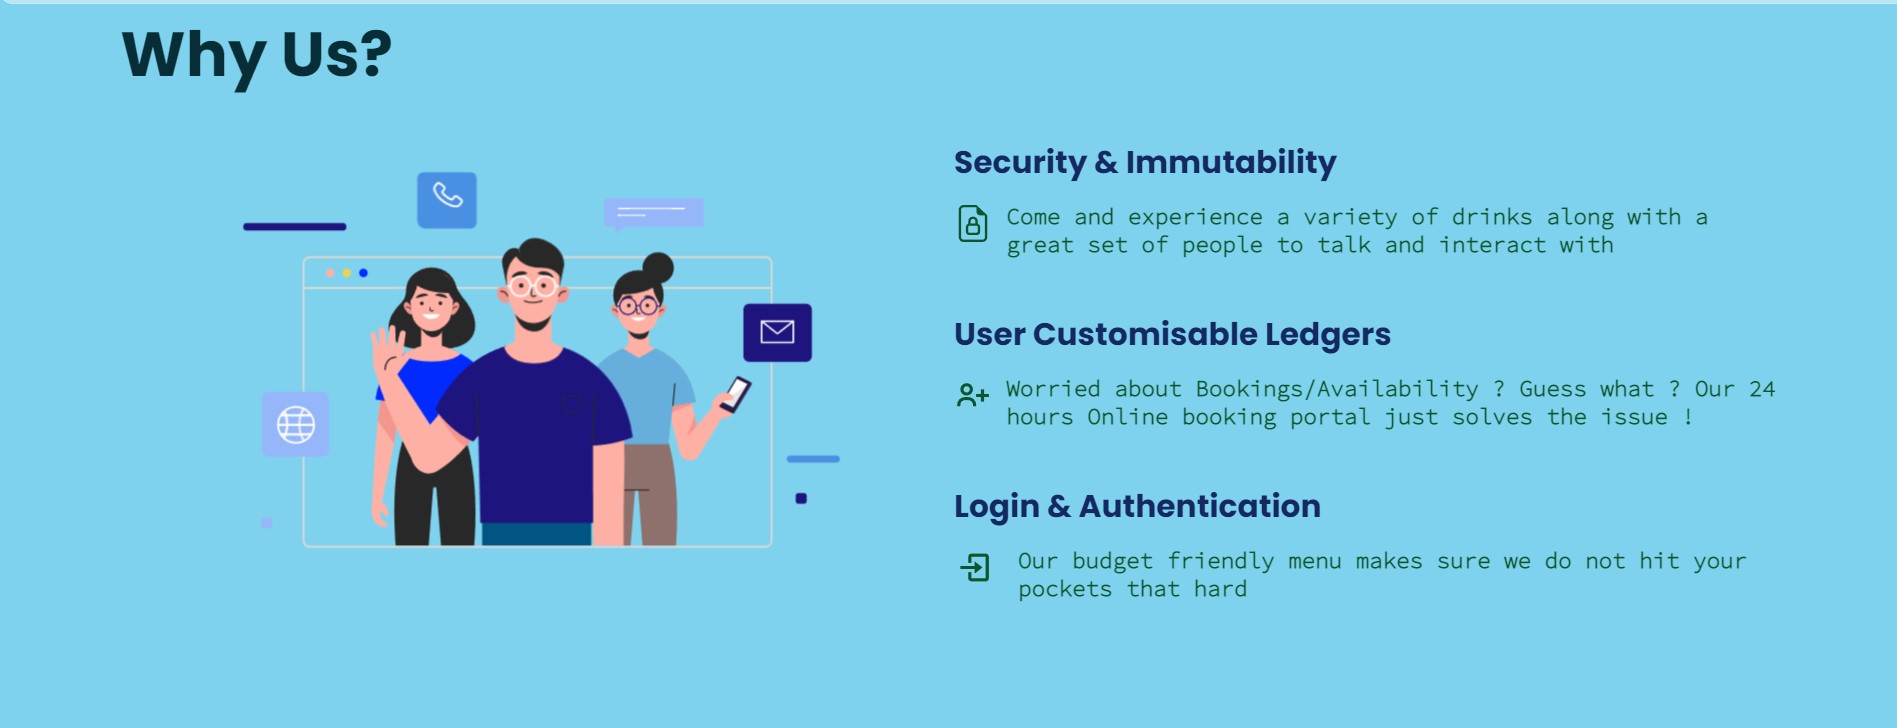 Why Us?
Security & Immutability
Come and experience a variety of drinks along with a
great set of people to talk and interact with
User Customisable Ledgers
Worried about Bookings/Availability ? Guess what ? Our 24
hours Online booking portal just solves the issue !
Login & Authentication
Our budget friendly menu makes sure we do not hit your
pockets that hard